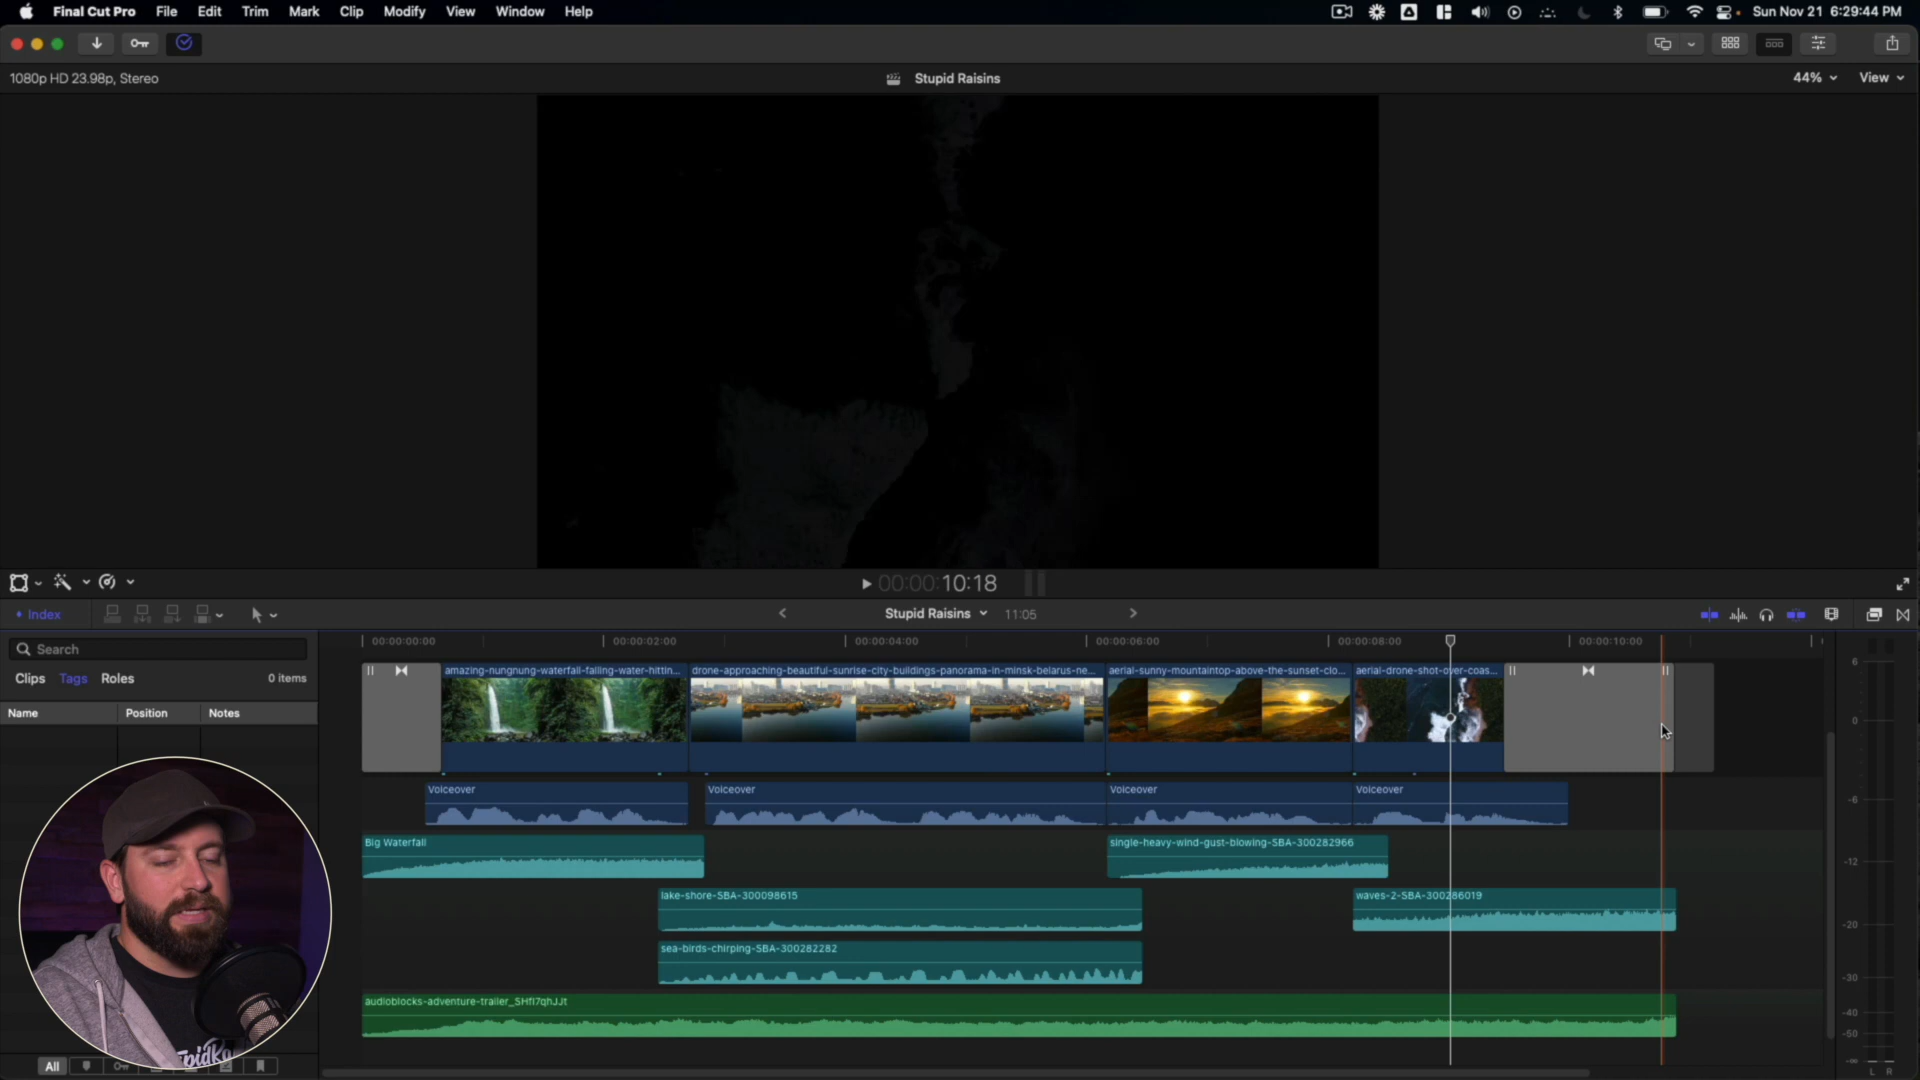 Final Cut Pro File Edit Trim Mark Clip Modify View Window Help
Sun Nov 21 6:29:44 PM
1080p HD 23.98p, Stereo
Stupid Raisins
44%
View
00:00:10:18
Index
Stupid Raisins
11:05
Search
Clips Tags Roles
0 items
Name Position Notes
00:00:00:00
00:00:02:00
00:00:04:00
00:00:06:00
00:00:08:00
00:00:10:00
amazing-nungnung-waterfall-falling-water-hittin...
drone-approaching-beautiful-sunrise-city-buildings-panorama-in-minsk-belarus-ne...
aerial-sunny-mountaintop-above-the-sunset-clo...
aerial-drone-shot-over-coas...
Voiceover
Voiceover
Voiceover
Voiceover
Big Waterfall
single-heavy-wind-gust-blowing-SBA-300282966
lake-shore-SBA-300098615
waves-2-SBA-300286019
sea-birds-chirping-SBA-300282282
audioblocks-adventure-trailer_SHfI7qhJJt
6
0
-6
-12
-20
-30
-40
-50
-∞
L R
All